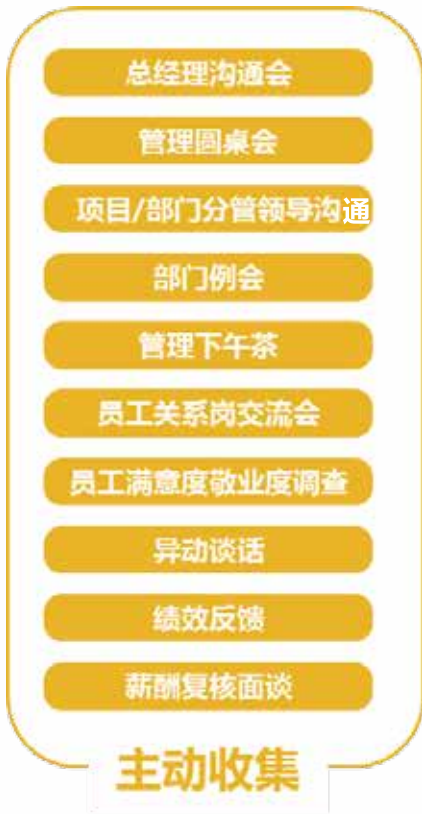 总经理沟通会
管理圆桌会
项目/部门分管领导沟通
部门例会
管理下午茶
员工关系岗交流会
员工满意度敬业度调查
异动谈话
绩效反馈
薪酬复核面谈
主动收集